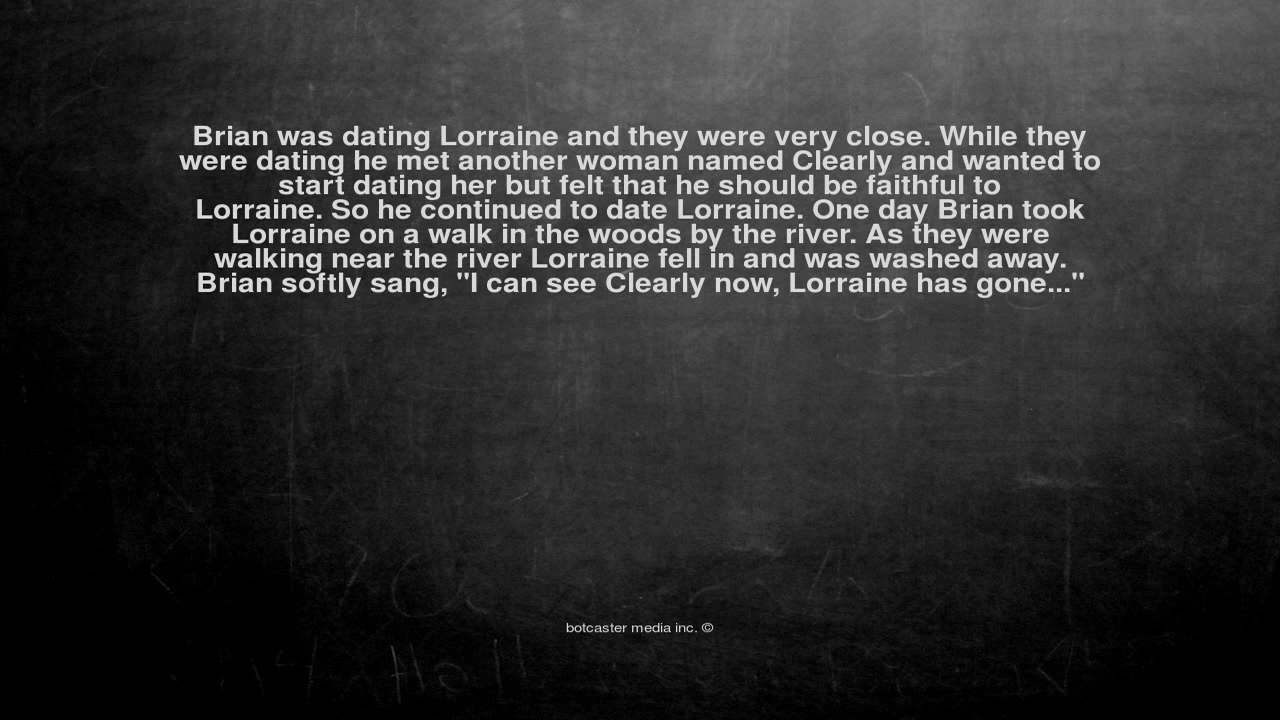 Brian was dating Lorraine and they were very close. While they
were dating he met another woman named Clearly and wanted to
start dating her but felt that he should be faithful to
Lorraine. So he continued to date Lorraine. One day Brian took
Lorraine on a walk in the woods by the river. As they were
walking near the river Lorraine fell in and was washed away.
Brian softly sang, "I can see Clearly now, Lorraine has gone..."
botcaster media inc. ©